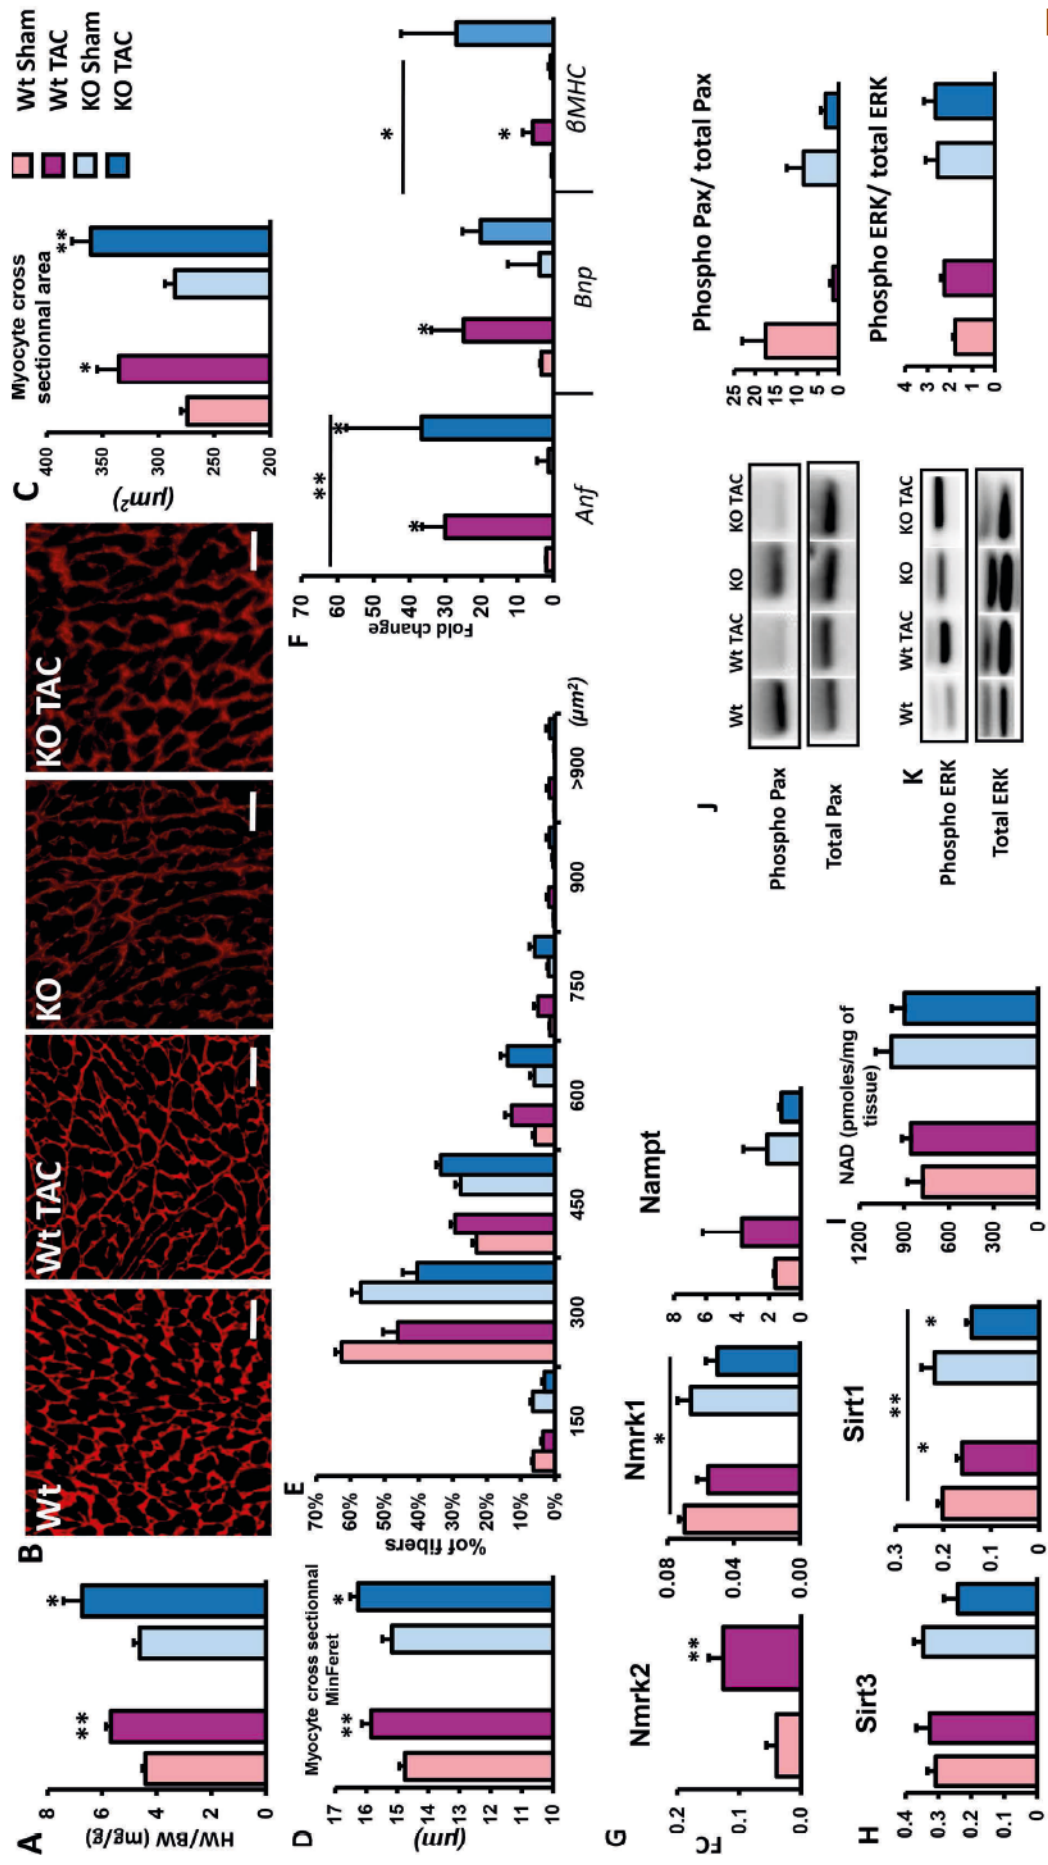 A
HW/BW (mg/g)
8
6
4
2
0
**
*
B
Wt
Wt TAC
KO
KO TAC
C
Myocyte cross
sectionnal area
(µm²)
400
350
300
250
200
*
**
Wt Sham
Wt TAC
KO Sham
KO TAC
D
Myocyte cross sectionnal
MinFeret
(µm)
17
16
15
14
13
12
11
10
**
*
E
%of fibers
70%
60%
50%
40%
30%
20%
10%
0%
150
300
450
600
750
900
>900
(µm²)
F
Fold change
70
60
50
40
30
20
10
0
**
*
*
*
*
*
Anf
Bnp
βMHC
G
FC
Nmrk2
0.2
0.1
0.0
**
Nmrk1
0.08
0.04
0.00
*
Nampt
8
6
4
2
0
H
Sirt3
0.4
0.3
0.2
0.1
0
Sirt1
0.3
0.2
0.1
0
*
**
*
I
NAD (pmoles/mg of
tissue)
1200
900
600
300
0
J
Wt
Wt TAC
KO
KO TAC
Phospho Pax
Total Pax
Phospho Pax/ total Pax
25
20
15
10
5
0
K
Wt
Wt TAC
KO
KO TAC
Phospho ERK
Total ERK
Phospho ERK/ total ERK
4
3
2
1
0